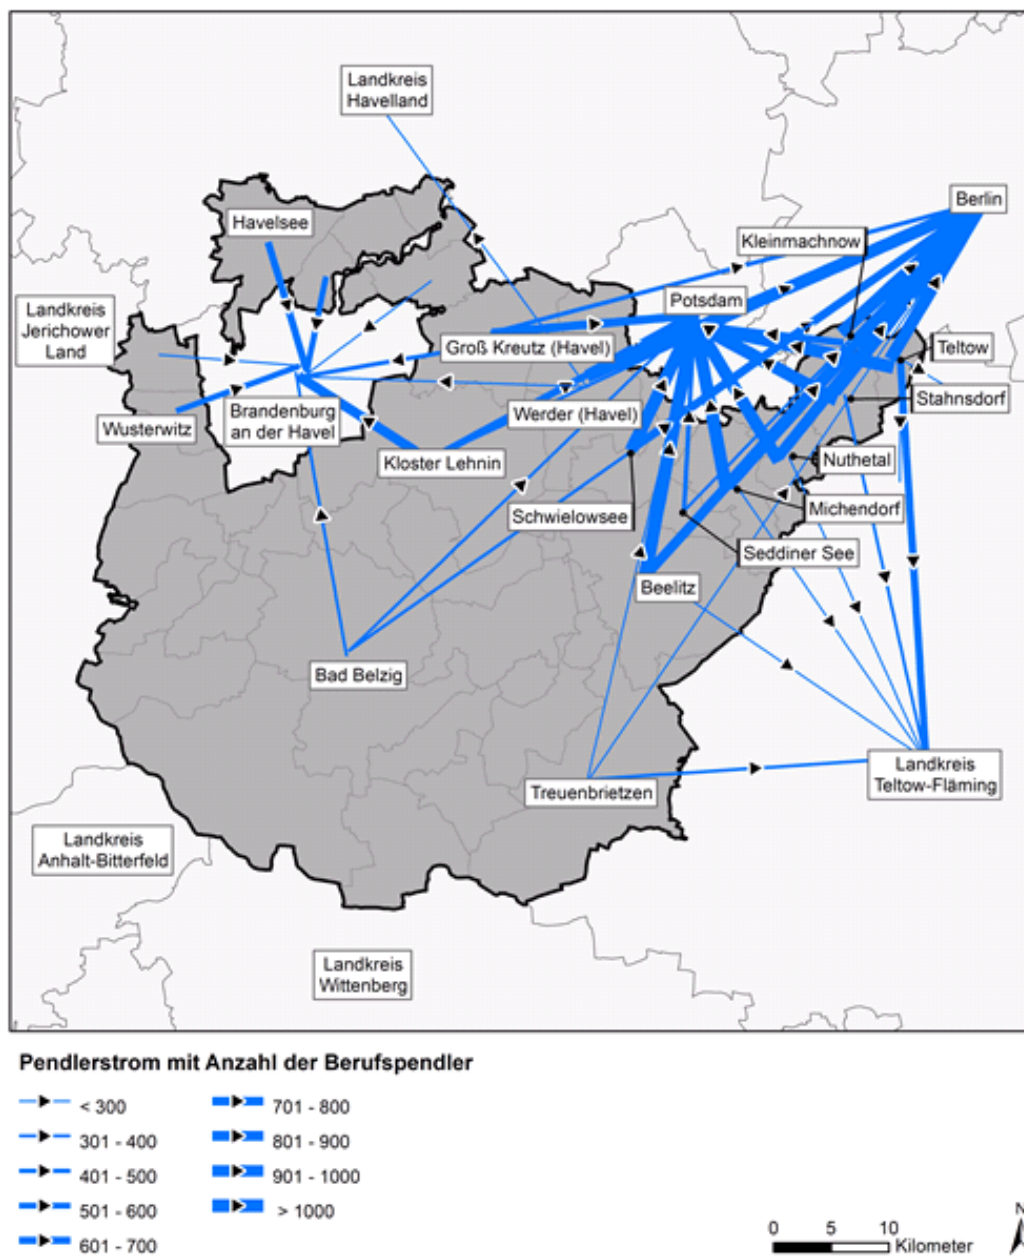 Landkreis
Havelland
Berlin
Havelsee
Kleinmachnow
Potsdam
Landkreis
Jerichower
Land
Groß Kreutz (Havel)
Teltow
Stahnsdorf
Werder (Havel)
Brandenburg
an der Havel
Wusterwitz
Kloster Lehnin
Nuthetal
Schwielowsee
Michendorf
Seddiner See
Beelitz
Bad Belzig
Landkreis
Teltow-Fläming
Treuenbrietzen
Landkreis
Anhalt-Bitterfeld
Landkreis
Wittenberg
Pendlerstrom mit Anzahl der Berufspendler
< 300
301 - 400
401 - 500
501 - 600
601 - 700
701 - 800
801 - 900
901 - 1000
> 1000
N
0 5 10
Kilometer